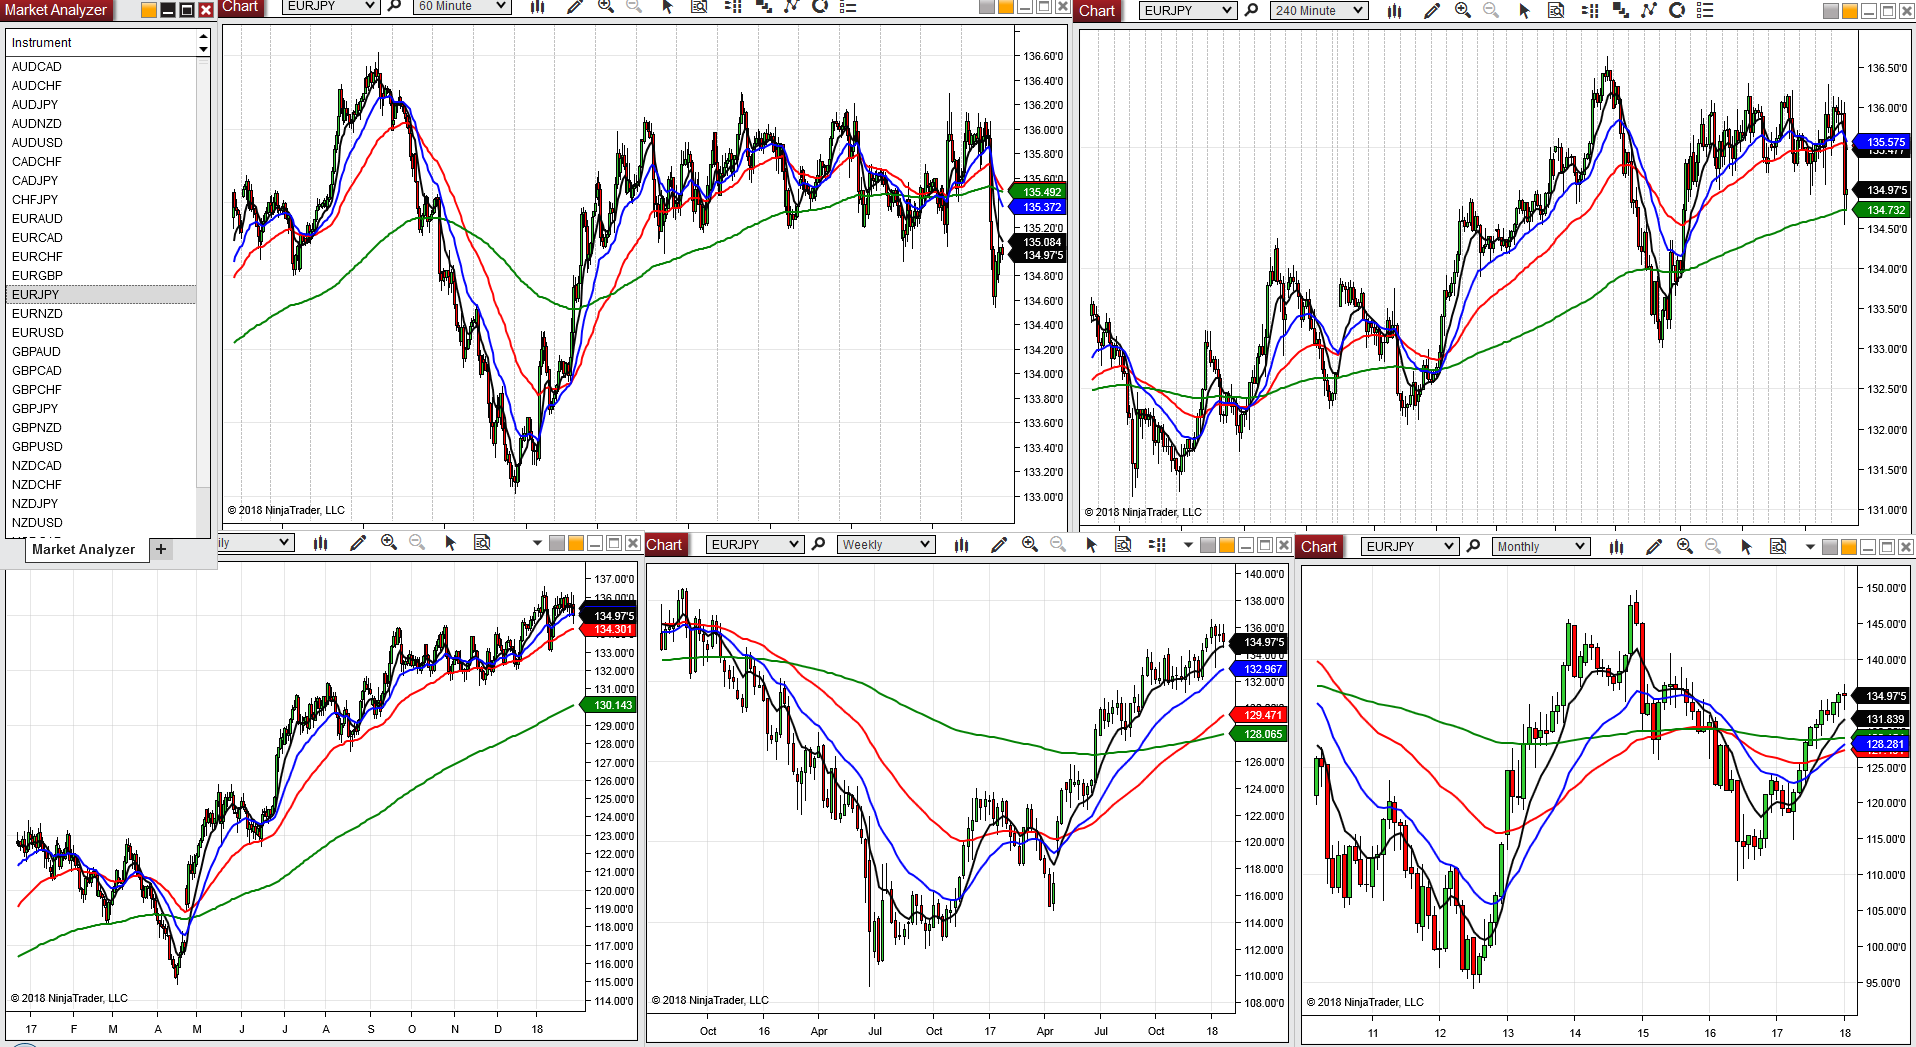 Market Analyzer
Instrument
AUDCAD
AUDCHF
AUDJPY
AUDNZD
AUDUSD
CADCHF
CADJPY
CHFJPY
EURAUD
EURCAD
EURCHF
EURGBP
EURJPY
EURNZD
EURUSD
GBPAUD
GBPCAD
GBPCHF
GBPJPY
GBPNZD
GBPUSD
NZDCAD
NZDCHF
NZDJPY
NZDUSD
Market Analyzer +
Chart EURJPY 60 Minute
136.60'0
136.40'0
136.20'0
136.00'0
135.80'0
135.60'0
135.492
135.372
135.20'0
135.084
134.97'5
134.80'0
134.60'0
134.40'0
134.20'0
134.00'0
133.80'0
133.60'0
133.40'0
133.20'0
133.00'0
© 2018 NinjaTrader, LLC
Chart EURJPY 240 Minute
136.50'0
136.00'0
135.575
134.97'5
134.732
134.50'0
134.00'0
133.50'0
133.00'0
132.50'0
132.00'0
131.50'0
131.00'0
© 2018 NinjaTrader, LLC
ily
137.00'0
134.97'5
134.301
133.00'0
132.00'0
131.00'0
130.143
129.00'0
128.00'0
127.00'0
126.00'0
125.00'0
124.00'0
123.00'0
122.00'0
121.00'0
120.00'0
119.00'0
118.00'0
117.00'0
116.00'0
115.00'0
114.00'0
© 2018 NinjaTrader, LLC
17 F M A M J J A S O N D 18
Chart EURJPY Weekly
140.00'0
138.00'0
136.00'0
134.97'5
132.967
132.00'0
129.471
128.065
126.00'0
124.00'0
122.00'0
120.00'0
118.00'0
116.00'0
114.00'0
112.00'0
110.00'0
108.00'0
© 2018 NinjaTrader, LLC
Oct 16 Apr Jul Oct 17 Apr Jul Oct 18
Chart EURJPY Monthly
150.00'0
145.00'0
140.00'0
134.97'5
131.839
128.281
125.00'0
120.00'0
115.00'0
110.00'0
105.00'0
100.00'0
95.00'0
© 2018 NinjaTrader, LLC
11 12 13 14 15 16 17 18